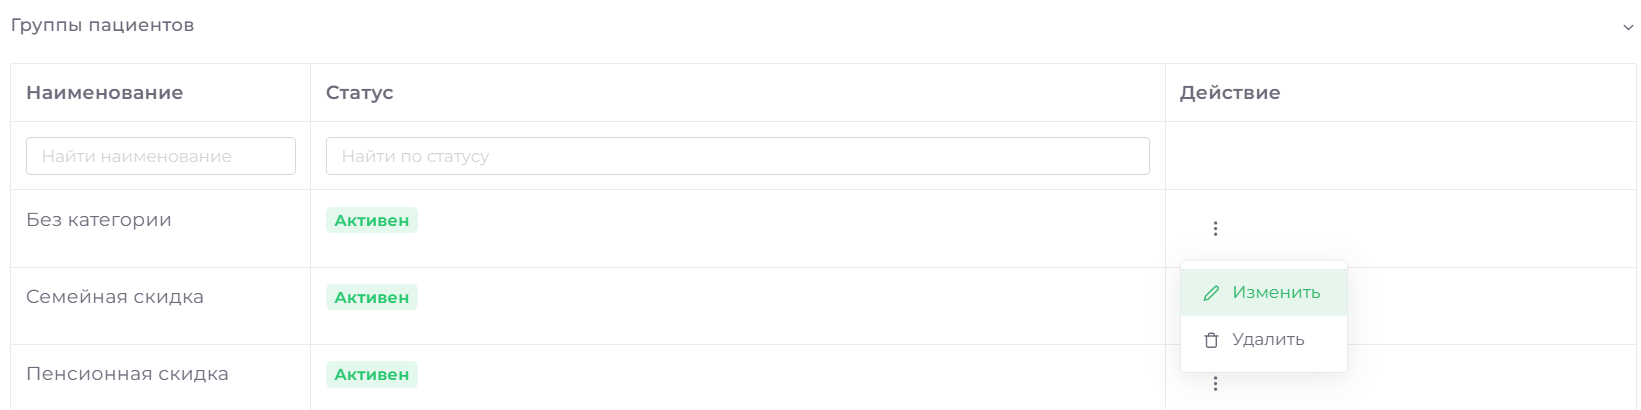 Группы пациентов
Наименование Статус Действие
Найти наименование Найти по статусу
Без категории Активен
Семейная скидка Активен Изменить
Удалить
Пенсионная скидка Активен